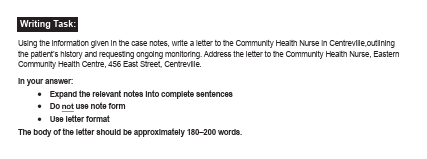 Writing Task:
Using the information given in the case notes, write a letter to the Community Health Nurse in Centreville,outlining
the patient's history and requesting ongoing monitoring. Address the letter to the Community Health Nurse, Eastern
Community Health Centre, 456 East Street, Centreville.
In your answer:
● Expand the relevant notes into complete sentences
● Do not use note form
● Use letter format
The body of the letter should be approximately 180–200 words.